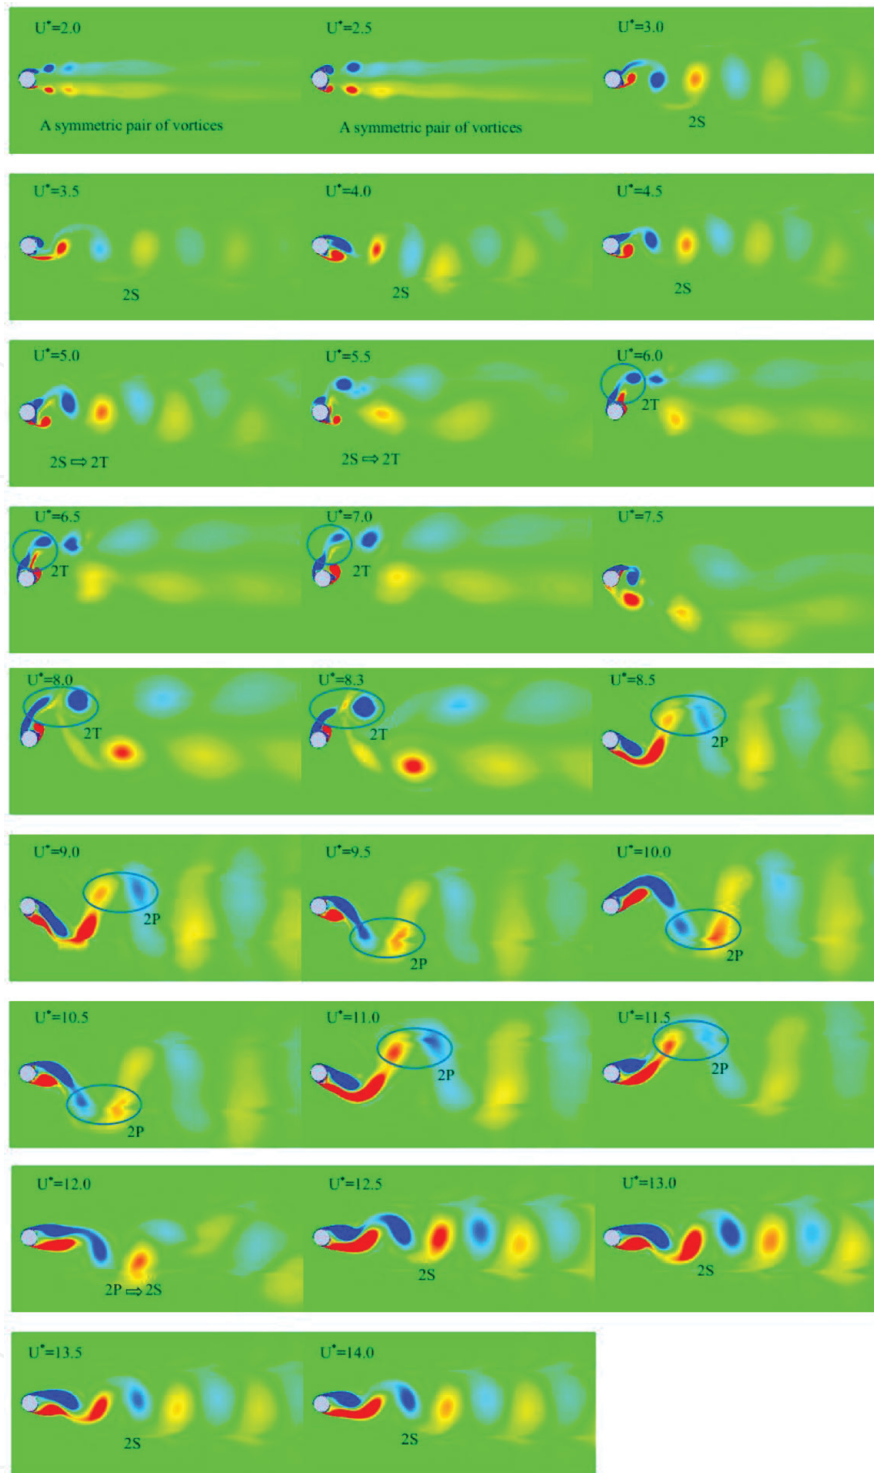 U*=2.0
A symmetric pair of vortices
U*=2.5
A symmetric pair of vortices
U*=3.0
2S
U*=3.5
2S
U*=4.0
2S
U*=4.5
2S
U*=5.0
2S⇨2T
U*=5.5
2S⇨2T
U*=6.0
2T
U*=6.5
2T
U*=7.0
2T
U*=7.5
U*=8.0
2T
U*=8.3
2T
U*=8.5
2P
U*=9.0
2P
U*=9.5
2P
U*=10.0
2P
U*=10.5
2P
U*=11.0
2P
U*=11.5
2P
U*=12.0
2P⇨2S
U*=12.5
2S
U*=13.0
2S
U*=13.5
2S
U*=14.0
2S